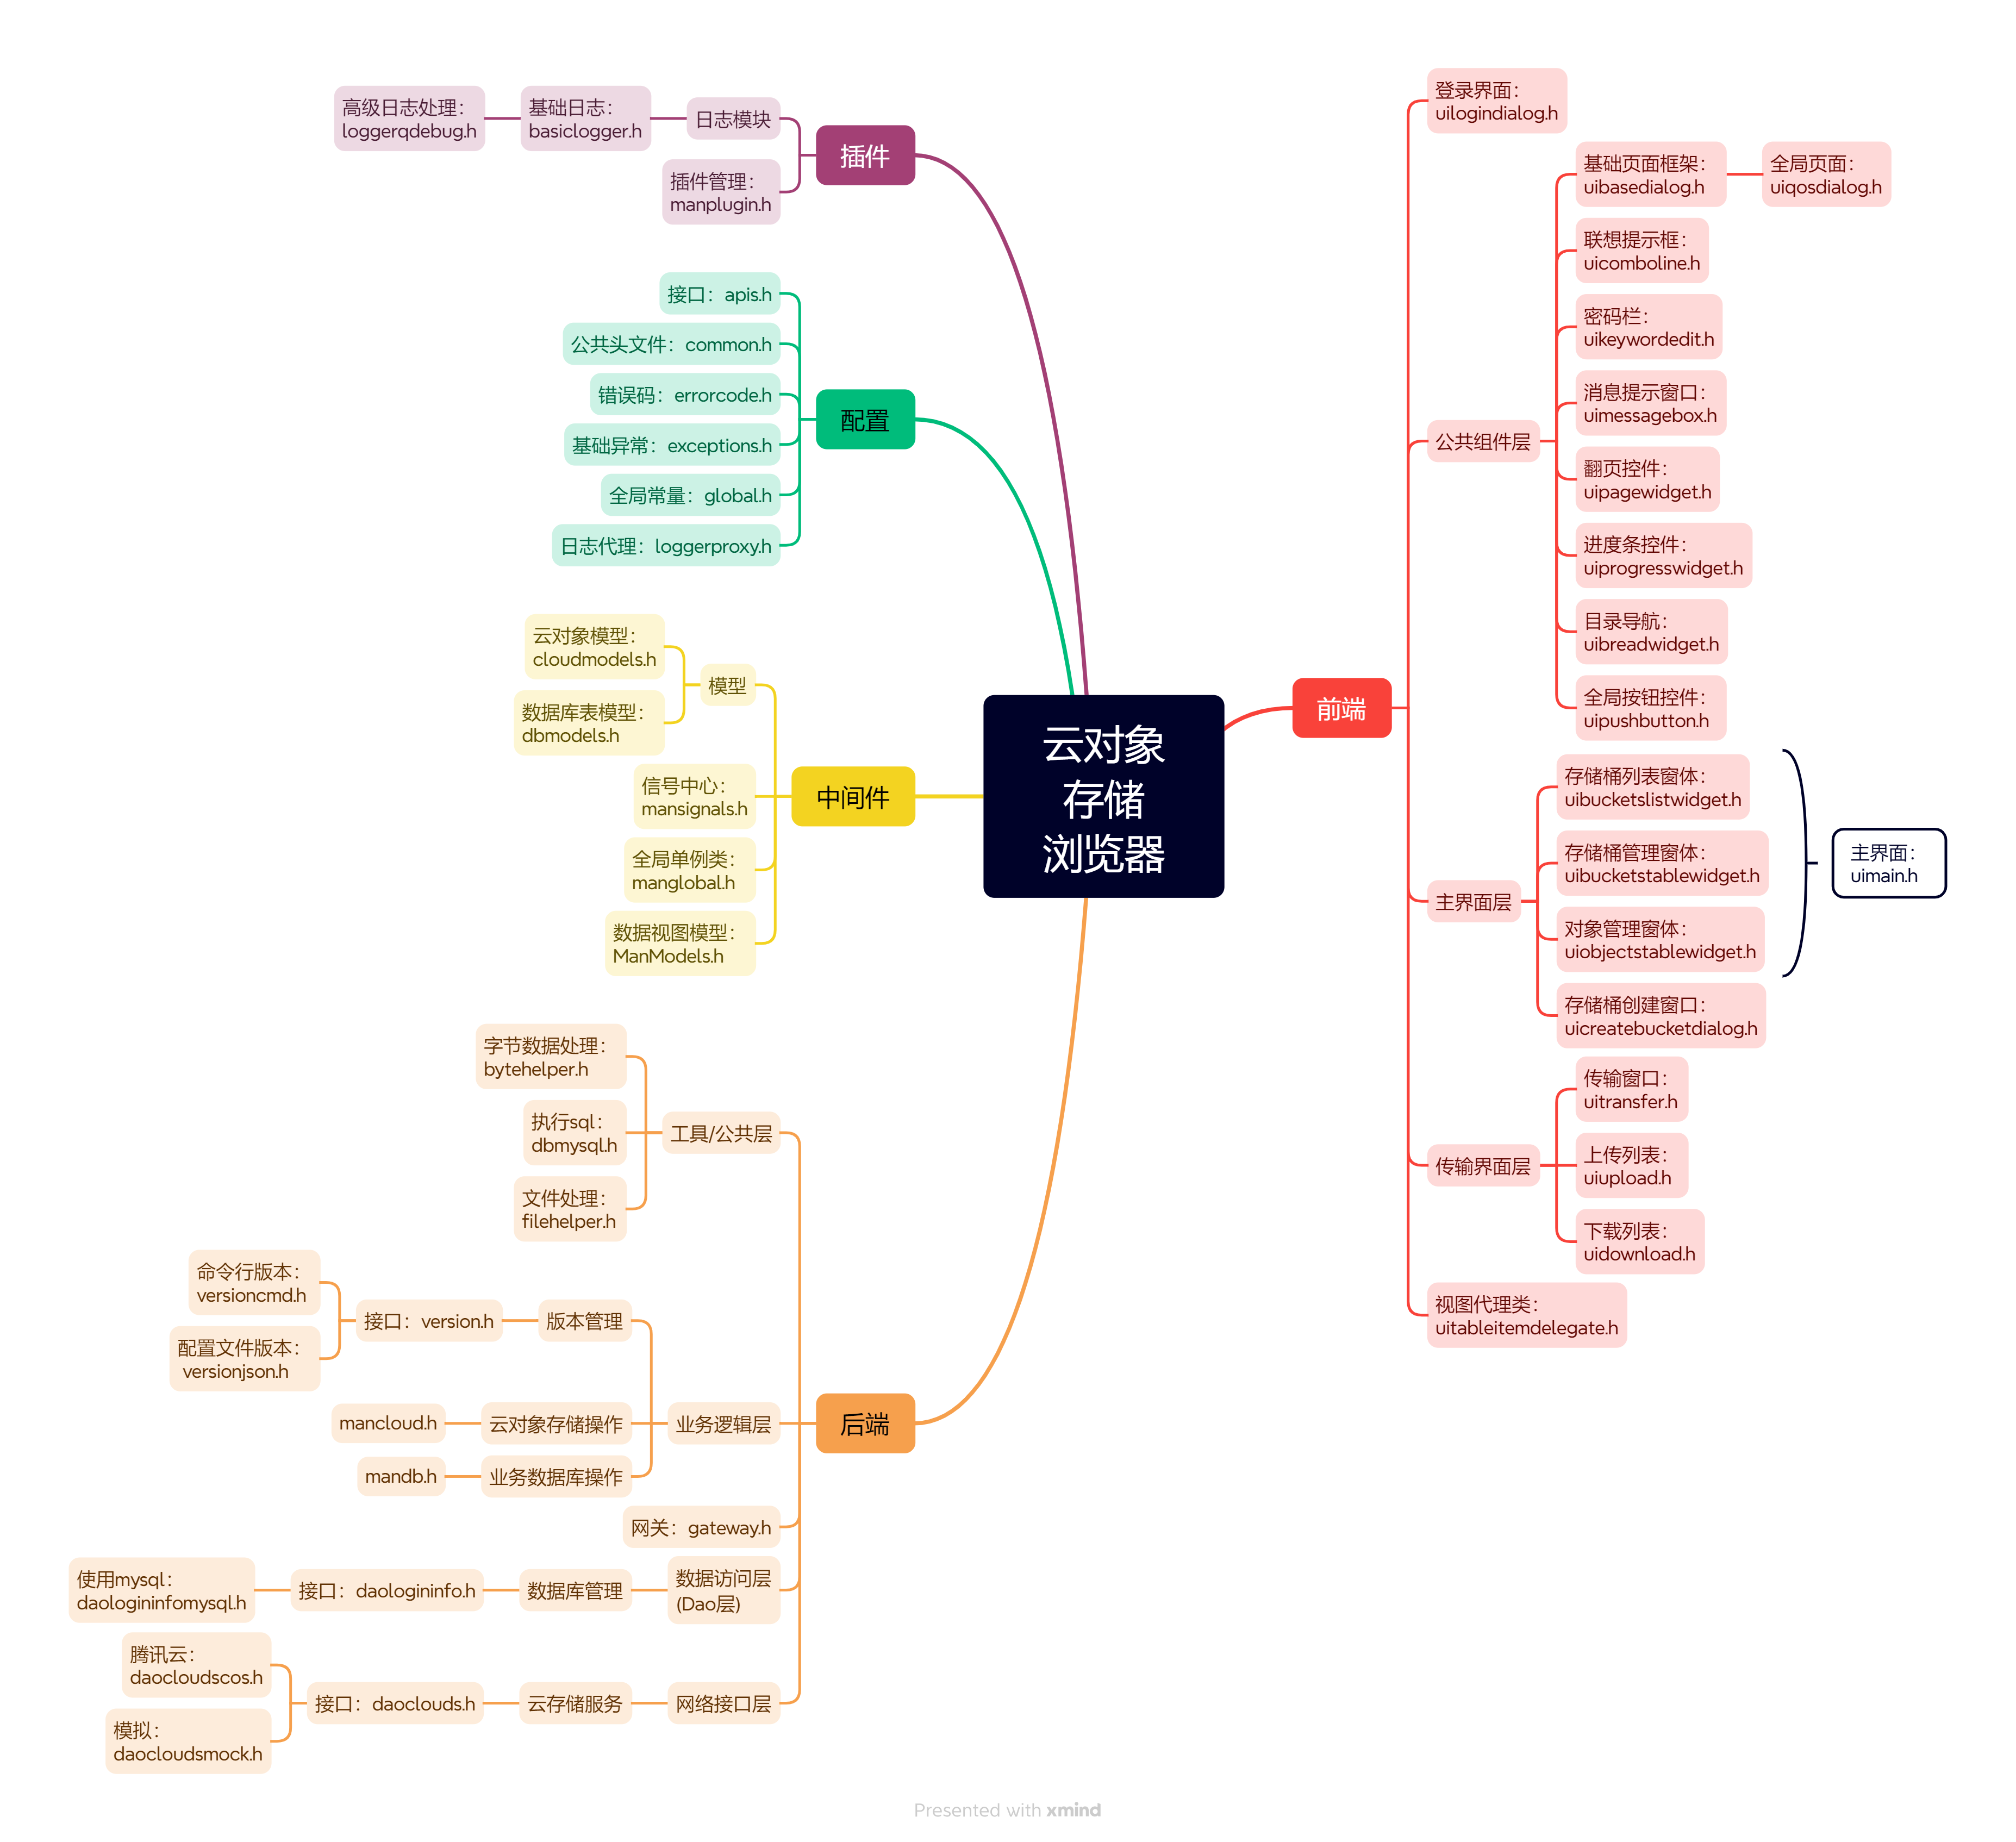 云对象
存储
浏览器
前端
登录界面：
uilogindialog.h
公共组件层
基础页面框架：
uibasedialog.h
全局页面：
uiqosdialog.h
联想提示框：
uicomboline.h
密码栏：
uikeywordedit.h
消息提示窗口：
uimessagebox.h
翻页控件：
uipagewidget.h
进度条控件：
uiprogresswidget.h
目录导航：
uibreadwidget.h
全局按钮控件：
uipushbutton.h
主界面层
存储桶列表窗体：
uibucketslistwidget.h
存储桶管理窗体：
uibucketstablewidget.h
对象管理窗体：
uiobjectstablewidget.h
存储桶创建窗口：
uicreatebucketdialog.h
主界面：
uimain.h
传输界面层
传输窗口：
uitransfer.h
上传列表：
uiupload.h
下载列表：
uidownload.h
视图代理类：
uitableitemdelegate.h
插件
日志模块
基础日志：
basiclogger.h
高级日志处理：
loggerqdebug.h
插件管理：
manplugin.h
配置
接口：apis.h
公共头文件：common.h
错误码：errorcode.h
基础异常：exceptions.h
全局常量：global.h
日志代理：loggerproxy.h
中间件
模型
云对象模型：
cloudmodels.h
数据库表模型：
dbmodels.h
信号中心：
mansignals.h
全局单例类：
manglobal.h
数据视图模型：
ManModels.h
后端
工具/公共层
字节数据处理：
bytehelper.h
执行sql：
dbmysql.h
文件处理：
filehelper.h
业务逻辑层
版本管理
接口：version.h
命令行版本：
versioncmd.h
配置文件版本：
versionjson.h
云对象存储操作
mancloud.h
业务数据库操作
mandb.h
网关：gateway.h
数据访问层
(Dao层)
数据库管理
接口：daologininfo.h
使用mysql：
daologininfomysql.h
网络接口层
云存储服务
接口：daoclouds.h
腾讯云：
daocloudscos.h
模拟：
daocloudsmock.h
Presented with xmind